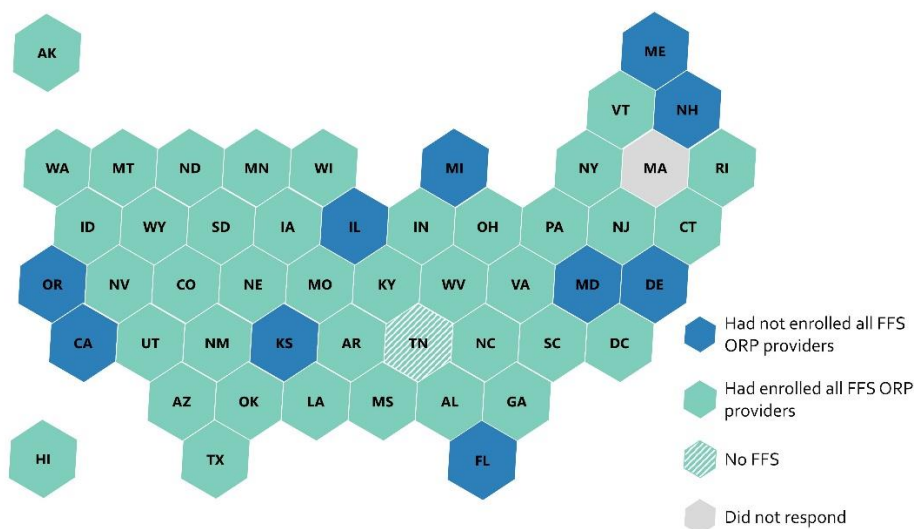 AK
ME
VT
NH
WA
MT
ND
MN
WI
MI
NY
MA
RI
ID
WY
SD
IA
IL
IN
OH
PA
NJ
CT
OR
NV
CO
NE
MO
KY
WV
VA
MD
DE
CA
UT
NM
KS
AR
TN
NC
SC
DC
AZ
OK
LA
MS
AL
GA
HI
TX
FL
Had not enrolled all FFS
ORP providers
Had enrolled all FFS ORP
providers
No FFS
Did not respond